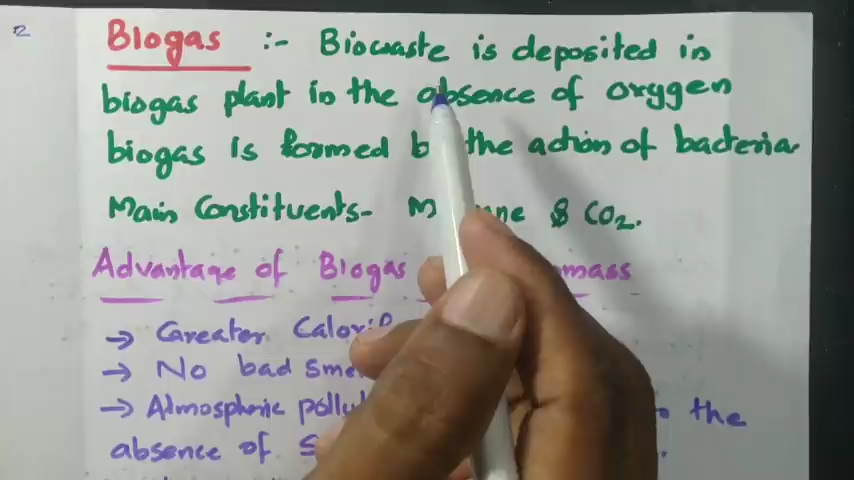 2
Biogas :- Biowaste is deposited in
biogas plant in the absence of oxygen
biogas is formed the action of bacteria.
Main Constituents- & CO2.
Advantage of Biogas
→ Greater
→ No bad
→ Atmospheric the
absence of